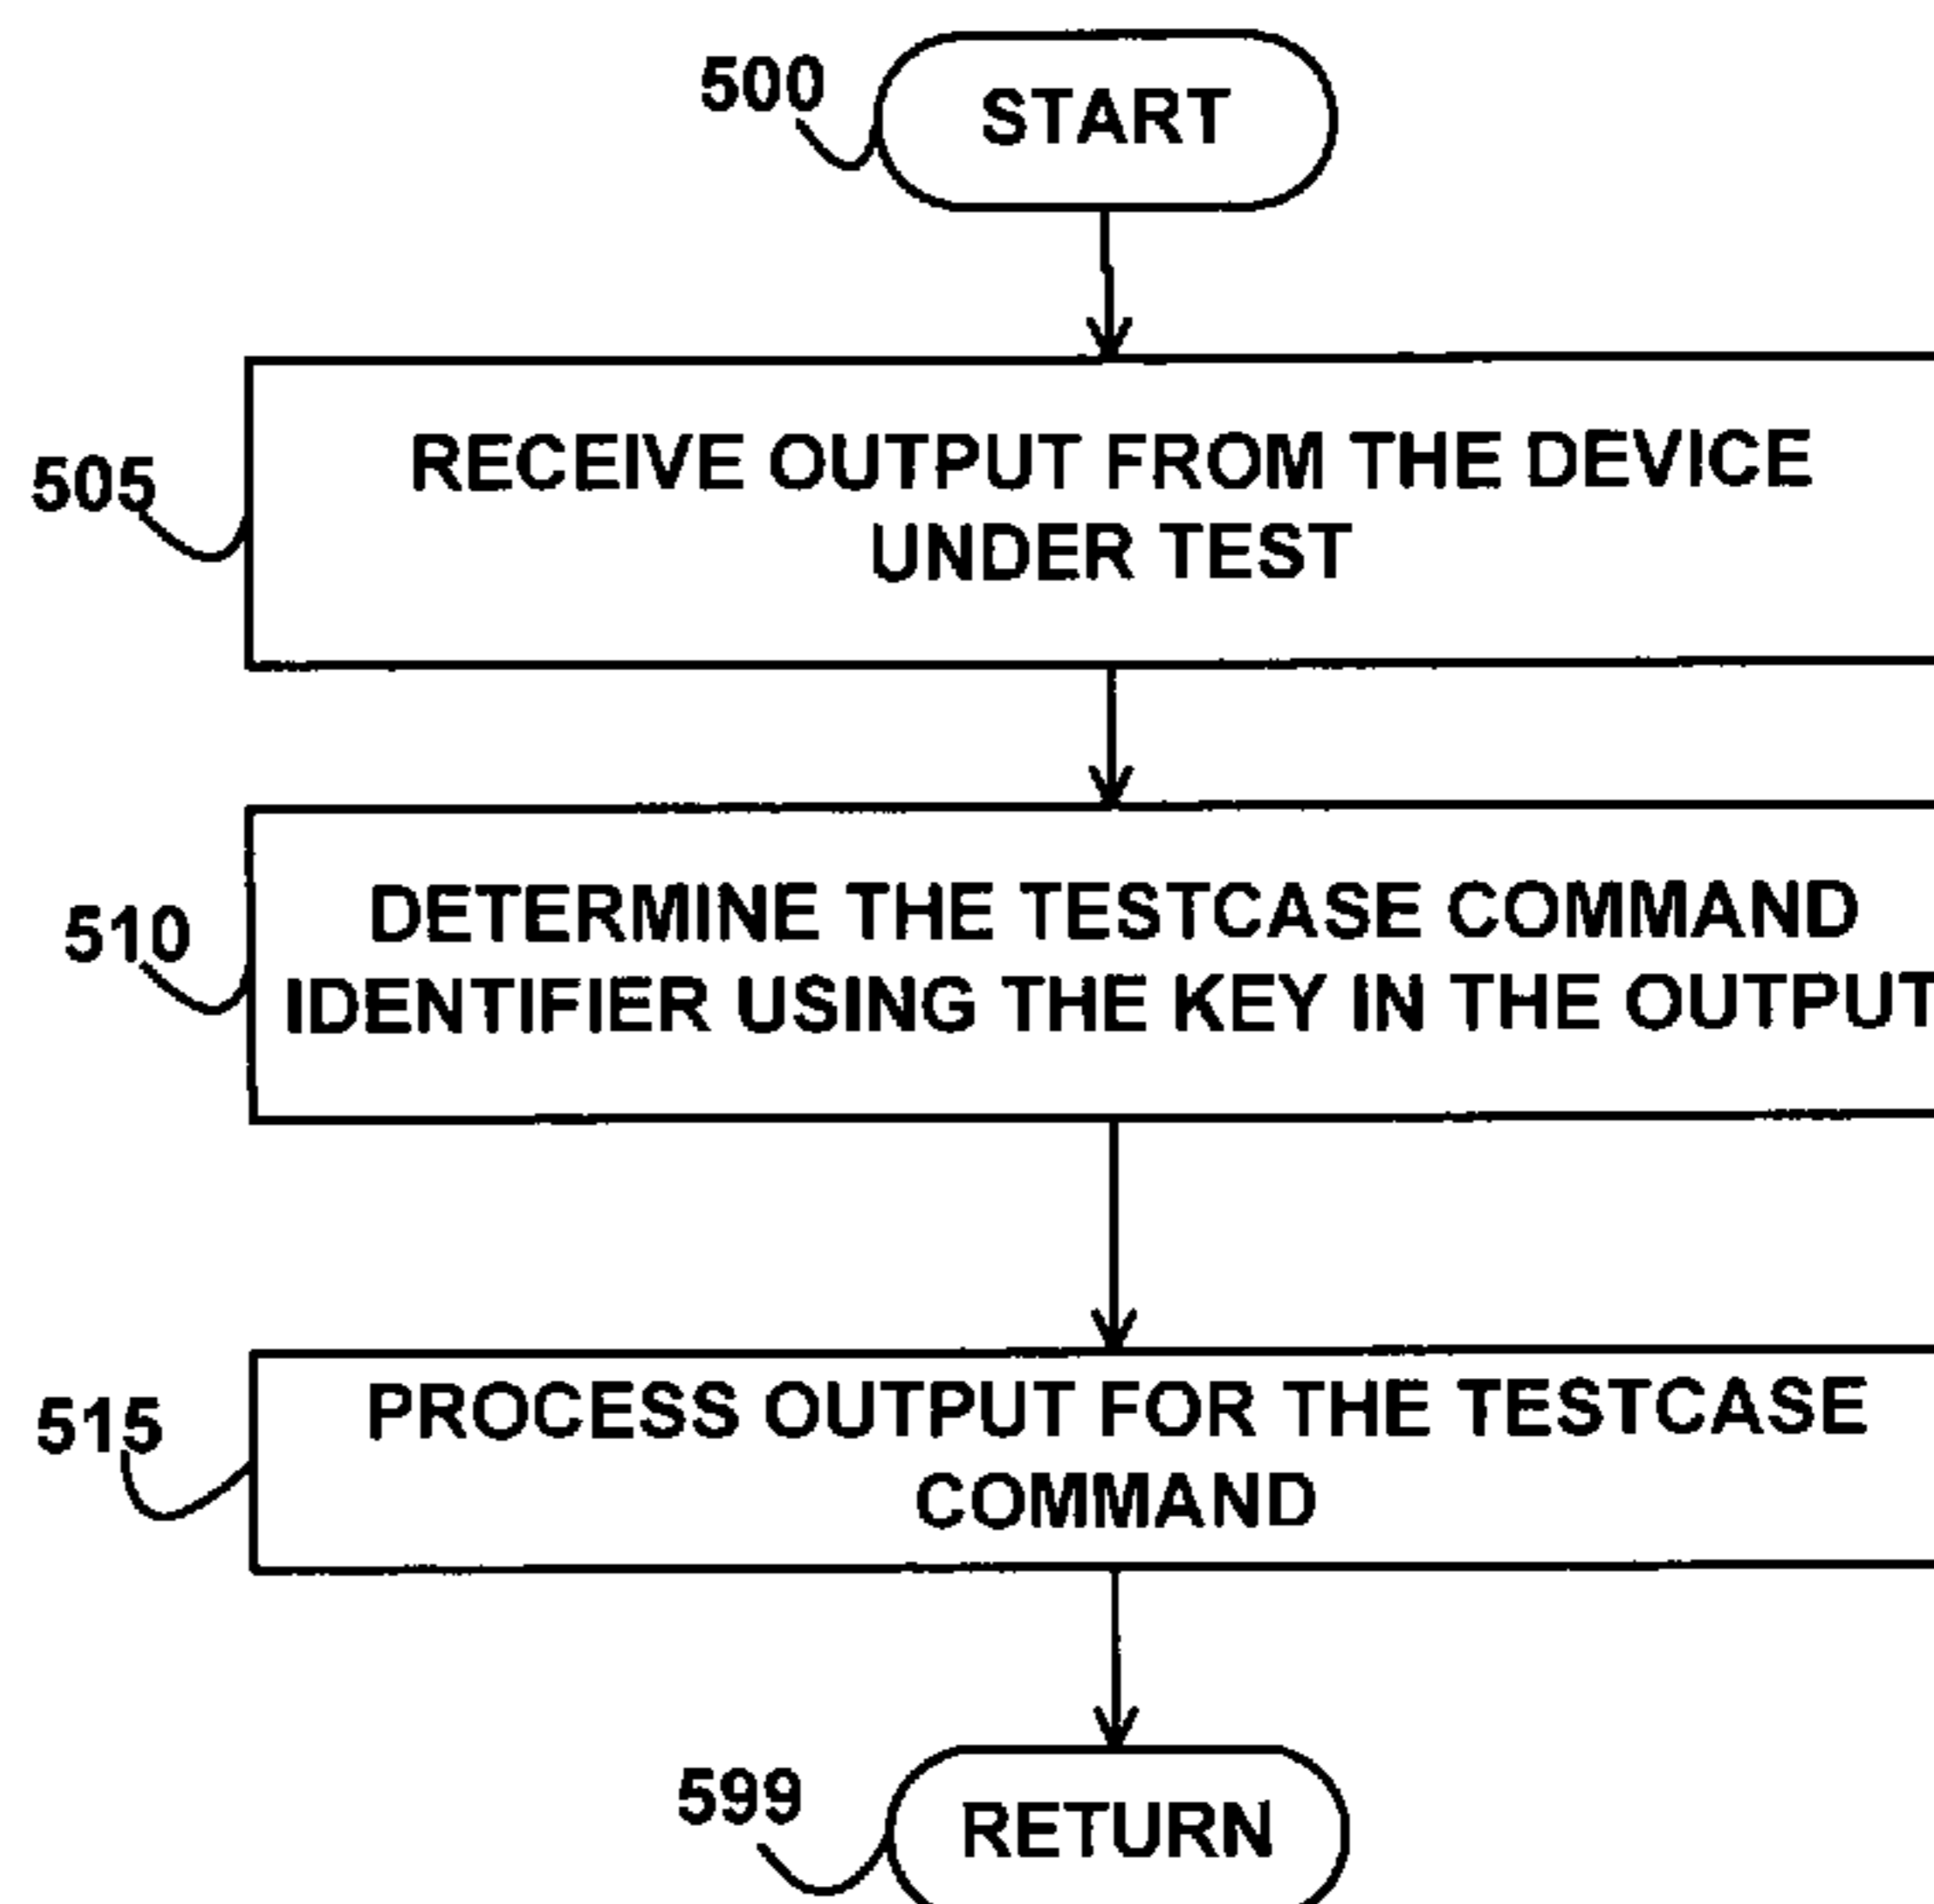 500
START
505
RECEIVE OUTPUT FROM THE DEVICE
UNDER TEST
510
DETERMINE THE TESTCASE COMMAND
IDENTIFIER USING THE KEY IN THE OUTPUT
515
PROCESS OUTPUT FOR THE TESTCASE
COMMAND
599
RETURN